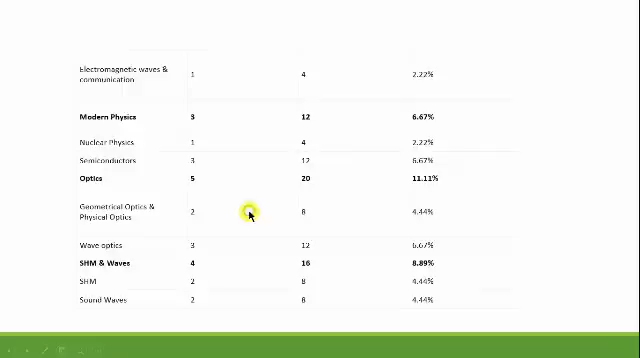 Electromagnetic waves &
communication 1 4 2.22%
Modern Physics 3 12 6.67%
Nuclear Physics 1 4 2.22%
Semiconductors 3 12 6.67%
Optics 5 20 11.11%
Geometrical Optics &
Physical Optics 2 8 4.44%
Wave optics 3 12 6.67%
SHM & Waves 4 16 8.89%
SHM 2 8 4.44%
Sound Waves 2 8 4.44%